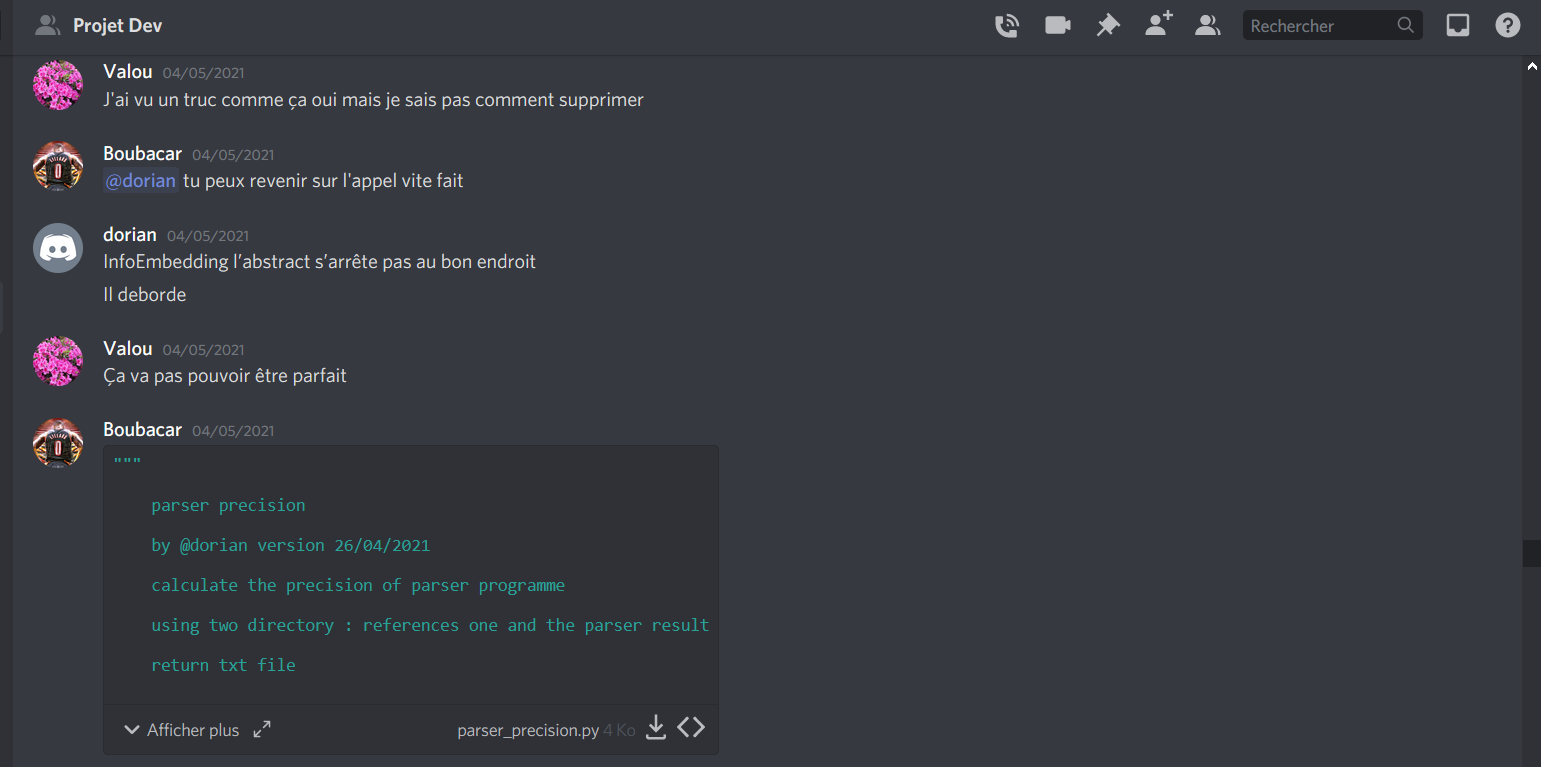 Projet Dev
Rechercher
Valou 04/05/2021
J'ai vu un truc comme ça oui mais je sais pas comment supprimer
Boubacar 04/05/2021
@dorian tu peux revenir sur l'appel vite fait
dorian 04/05/2021
InfoEmbedding l’abstract s’arrête pas au bon endroit
Il deborde
Valou 04/05/2021
Ça va pas pouvoir être parfait
Boubacar 04/05/2021
"""
parser precision
by @dorian version 26/04/2021
calculate the precision of parser programme
using two directory : references one and the parser result
return txt file
Afficher plus
parser_precision.py 4 Ko